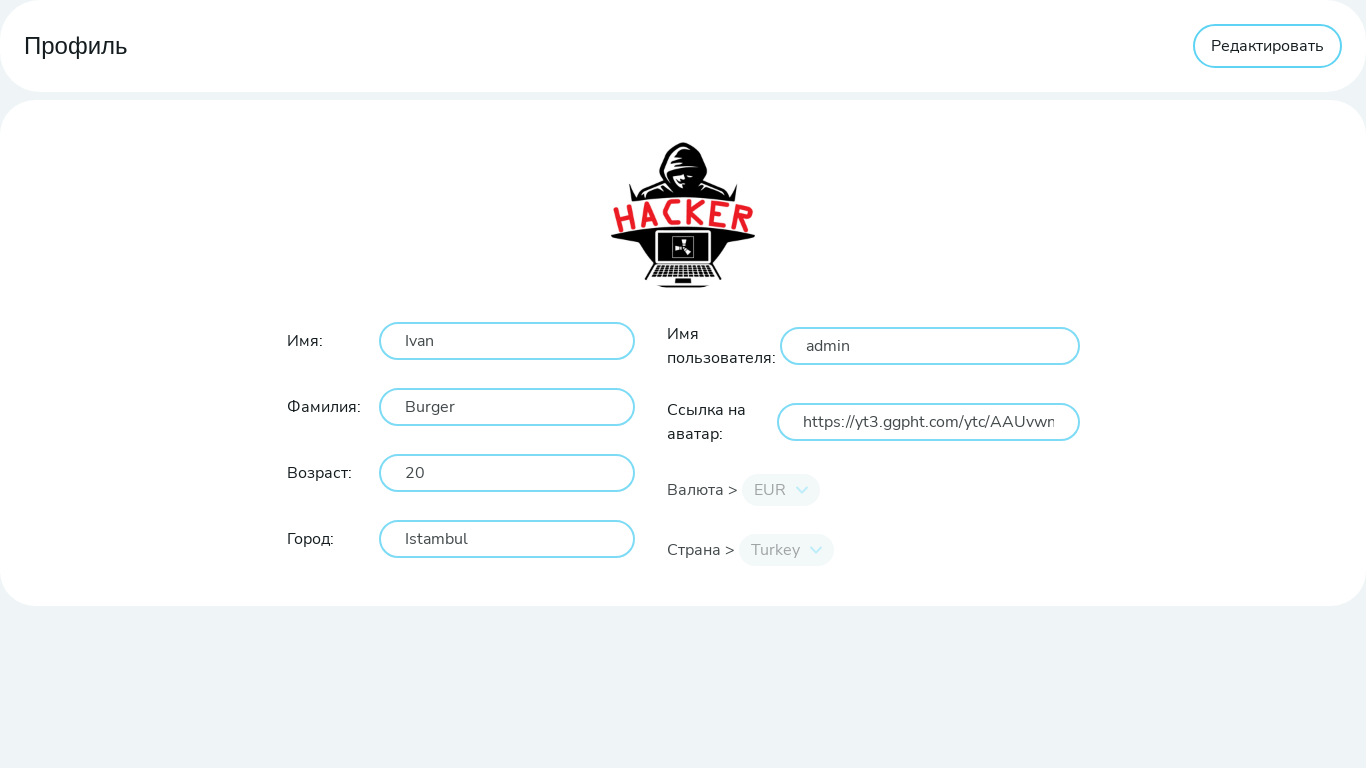 Профиль
Редактировать
HACKER
Имя:
Ivan
Фамилия:
Burger
Возраст:
20
Город:
Istambul
Имя
пользователя:
admin
Ссылка на
аватар:
https://yt3.ggpht.com/ytc/AAUvwn
Валюта > EUR
Страна > Turkey